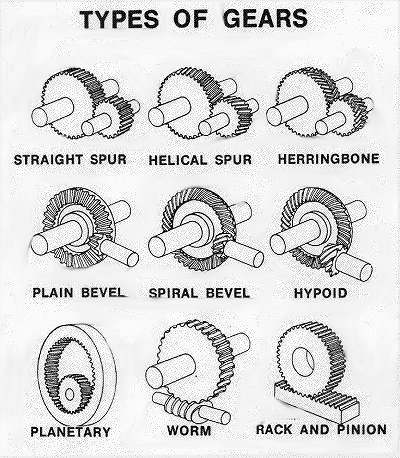 TYPES OF GEARS
STRAIGHT SPUR HELICAL SPUR HERRINGBONE
PLAIN BEVEL SPIRAL BEVEL HYPOID
PLANETARY WORM RACK AND PINION